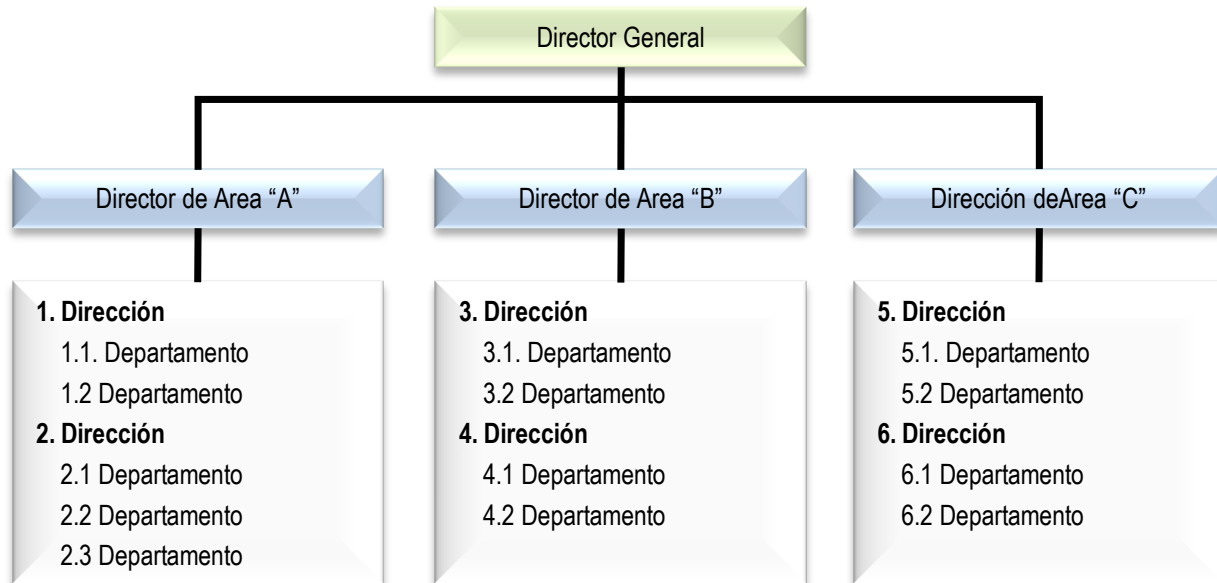 Director General
Director de Area “A”
Director de Area “B”
Dirección deArea “C”
1. Dirección
1.1. Departamento
1.2 Departamento
2. Dirección
2.1 Departamento
2.2 Departamento
2.3 Departamento
3. Dirección
3.1. Departamento
3.2 Departamento
4. Dirección
4.1 Departamento
4.2 Departamento
5. Dirección
5.1. Departamento
5.2 Departamento
6. Dirección
6.1 Departamento
6.2 Departamento